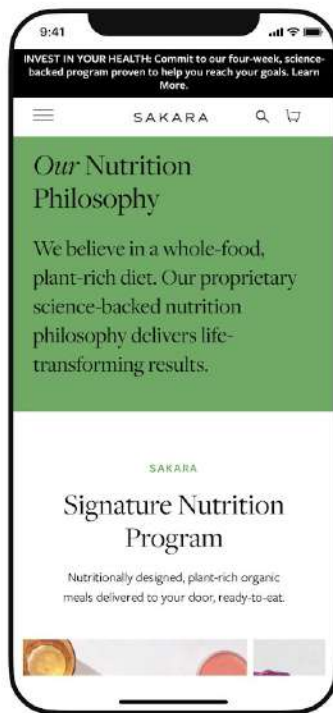 9:41
INVEST IN YOUR HEALTH: Commit to our four-week, science-
backed program proven to help you reach your goals. Learn
More.
SAKARA
Our Nutrition
Philosophy
We believe in a whole-food,
plant-rich diet. Our proprietary
science-backed nutrition
philosophy delivers life-
transforming results.
SAKARA
Signature Nutrition
Program
Nutritionally designed, plant-rich organic
meals delivered to your door, ready-to-eat.